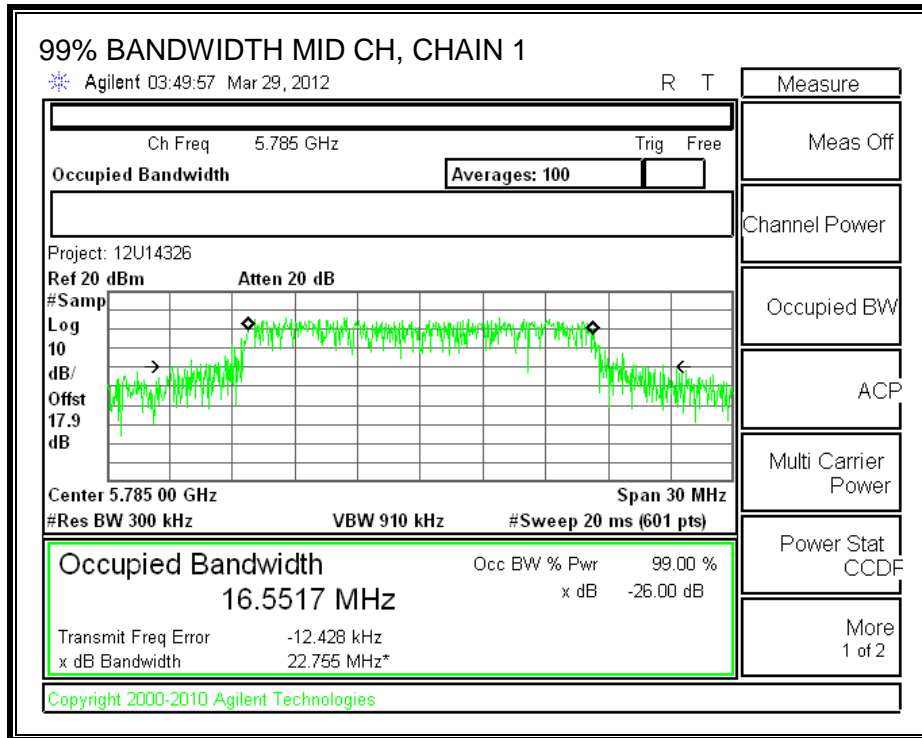 99% BANDWIDTH MID CH, CHAIN 1
Agilent 03:49:57 Mar 29, 2012 R T
Ch Freq 5.785 GHz Trig Free
Occupied Bandwidth Averages: 100
Project: 12U14326
Ref 20 dBm Atten 20 dB
#Samp
Log
10
dB/
Offst
17.9
dB
Center 5.785 00 GHz Span 30 MHz
#Res BW 300 kHz VBW 910 kHz #Sweep 20 ms (601 pts)
Occupied Bandwidth Occ BW % Pwr 99.00 %
16.5517 MHz x dB -26.00 dB
Transmit Freq Error -12.428 kHz
x dB Bandwidth 22.755 MHz*
Copyright 2000-2010 Agilent Technologies
Measure
Meas Off
Channel Power
Occupied BW
ACP
Multi Carrier
Power
Power Stat
CCDF
More
1 of 2